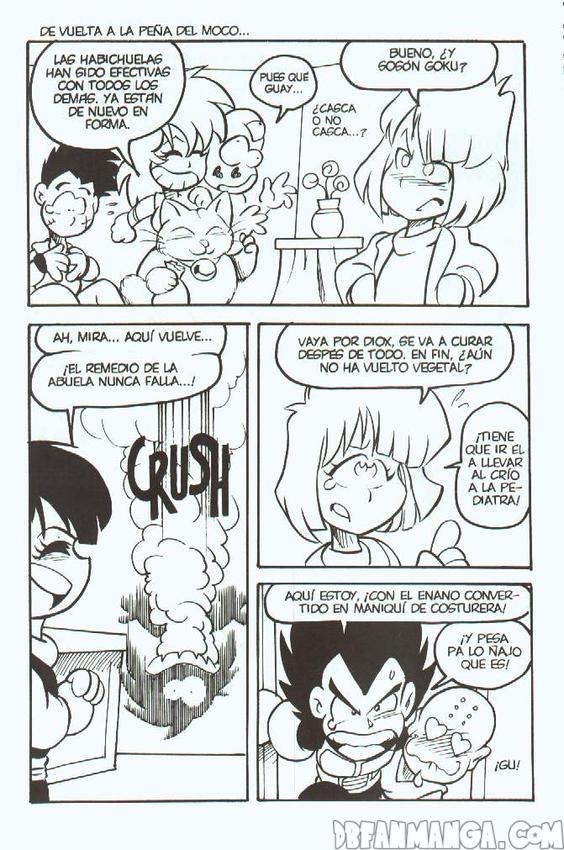 DE VUELTA A LA PEÑA DEL MOCO...
LAS HABICHUELAS
HAN SIDO EFECTIVAS
CON TODOS LOS
DEMÁS. YA ESTÁN
DE NUEVO EN
FORMA.
PUES QUÉ
GUAY...
¿CASCA
O NO
CASCA...?
BUENO, ¿Y
GOSÓN GOKU?
AH, MIRA... AQUÍ VUELVE...
¡EL REMEDIO DE LA
ABUELA NUNCA FALLA...!
CRUSH
VAYA POR DIOX, SE VA A CURAR
DESPÉS DE TODO. EN FIN, ¿AÚN
NO HA VUELTO VEGETAL?
¡TIENE
QUE IR ÉL
A LLEVAR
AL CRÍO
A LA PE-
DIATRA!
AQUÍ ESTOY, ¡CON EL ENANO CONVER-
TIDO EN MANIQUÍ DE COSTURERA!
¡Y PESA
PA LO ÑAJO
QUE ES!
¡GU!
DBFANMANGA.COM